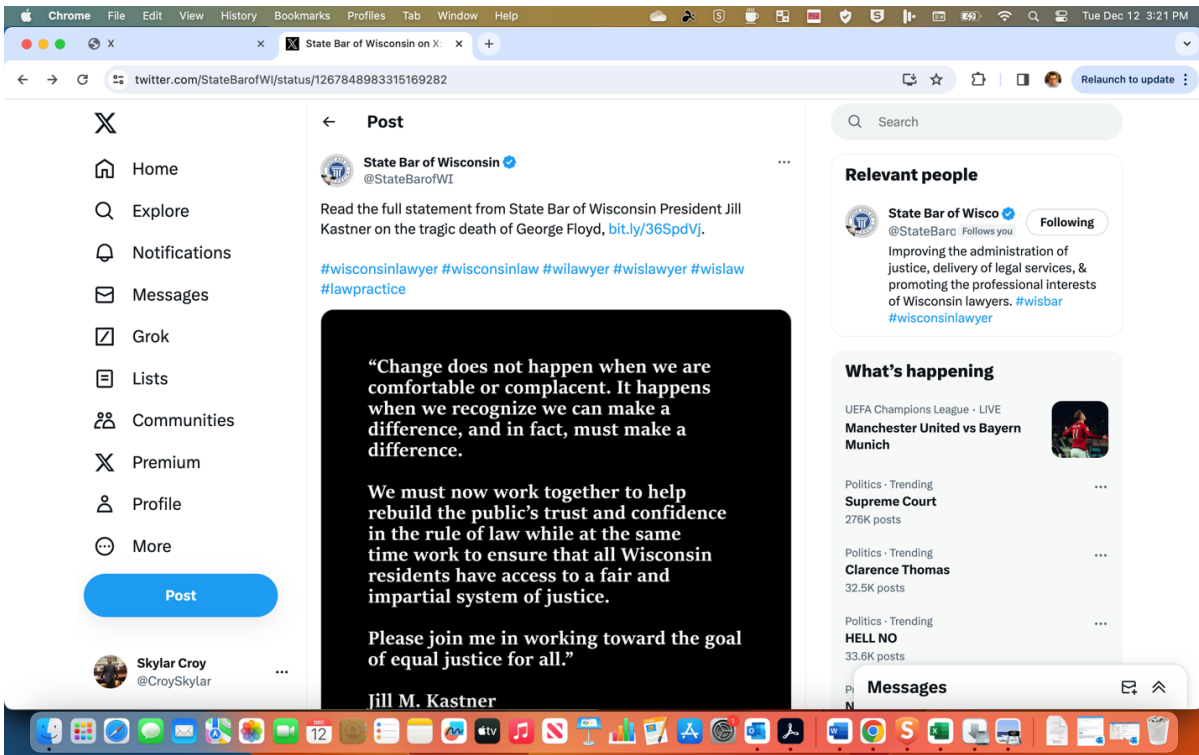 Chrome File Edit View History Bookmarks Profiles Tab Window Help Tue Dec 12 3:21 PM
X State Bar of Wisconsin on X:
twitter.com/StateBarofWI/status/1267848983315169282 Relaunch to update
Home
Explore
Notifications
Messages
Grok
Lists
Communities
Premium
Profile
More
Post
Skylar Croy
@CroySkylar
Post
State Bar of Wisconsin
@StateBarofWI
Read the full statement from State Bar of Wisconsin President Jill
Kastner on the tragic death of George Floyd, bit.ly/36SpdVj.
#wisconsinlawyer #wisconsinlaw #wilawyer #wislawyer #wislaw
#lawpractice
“Change does not happen when we are
comfortable or complacent. It happens
when we recognize we can make a
difference, and in fact, must make a
difference.
We must now work together to help
rebuild the public’s trust and confidence
in the rule of law while at the same
time work to ensure that all Wisconsin
residents have access to a fair and
impartial system of justice.
Please join me in working toward the goal
of equal justice for all.”
Jill M. Kastner
Search
Relevant people
State Bar of Wisco
@StateBarc Follows you
Following
Improving the administration of
justice, delivery of legal services, &
promoting the professional interests
of Wisconsin lawyers. #wisbar
#wisconsinlawyer
What’s happening
UEFA Champions League · LIVE
Manchester United vs Bayern
Munich
Politics · Trending
Supreme Court
276K posts
Politics · Trending
Clarence Thomas
32.5K posts
Politics · Trending
HELL NO
33.6K posts
Messages
DEC
12
tv